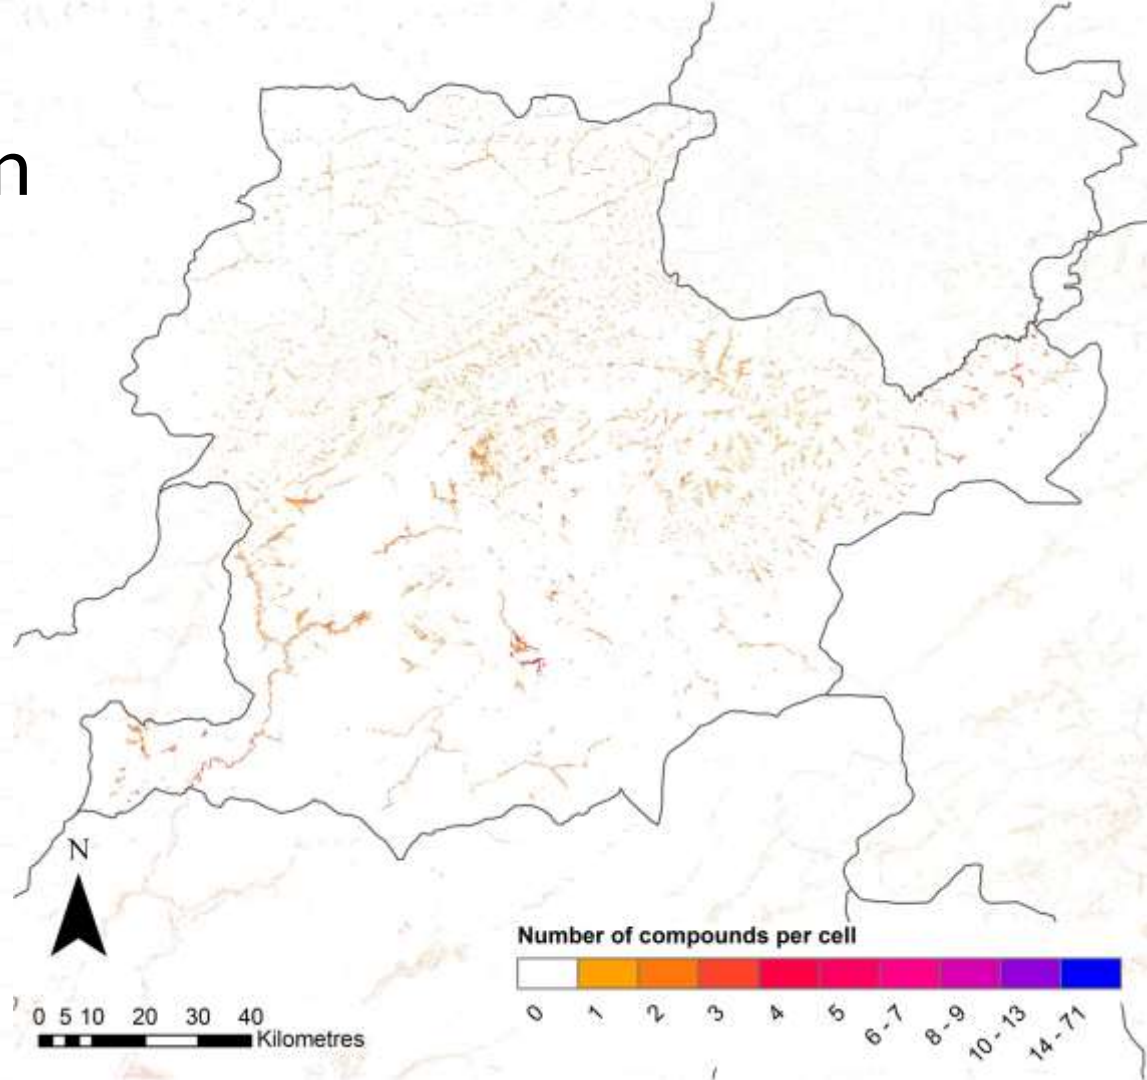 n
N
0 5 10 20 30 40
Kilometres
Number of compounds per cell
0 1 2 3 4 5 6 - 7 8 - 9 10 - 13 14 - 71